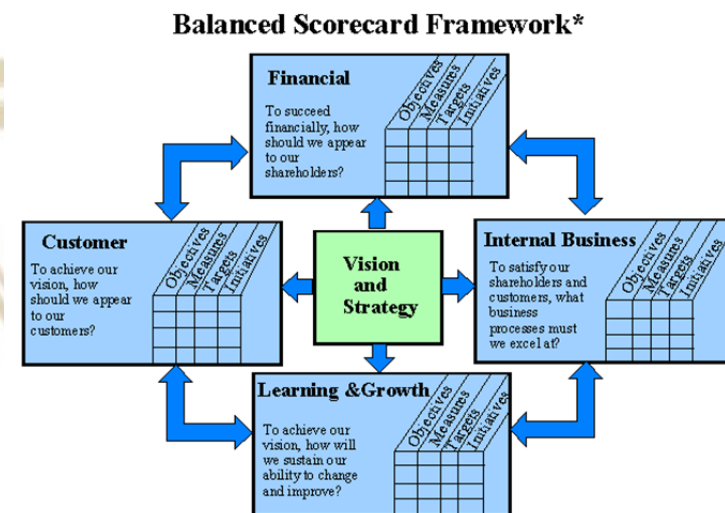 Balanced Scorecard Framework*
Financial
To succeed
financially, how
should we appear
to our
shareholders?
Objectives
Measures
Targets
Initiatives
Customer
To achieve our
vision, how
should we appear
to our
customers?
Objectives
Measures
Targets
Initiatives
Vision
and
Strategy
Internal Business
To satisfy our
shareholders and
customers, what
business
processes must
we excel at?
Objectives
Measures
Targets
Initiatives
Learning &Growth
To achieve our
vision, how will
we sustain our
ability to change
and improve?
Objectives
Measures
Targets
Initiatives